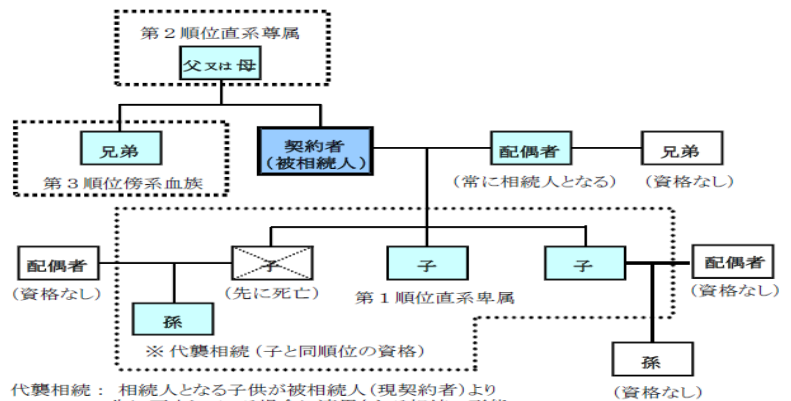 第2順位直系尊属
父又は母
兄弟
第3順位傍系血族
契約者
(被相続人)
配偶者
(常に相続人となる)
兄弟
(資格なし)
配偶者
(資格なし)
子
(先に死亡)
子
第1順位直系卑属
子
配偶者
(資格なし)
孫
※代襲相続(子と同順位の資格)
孫
(資格なし)
代襲相続: 相続人となる子供が被相続人(現契約者)より